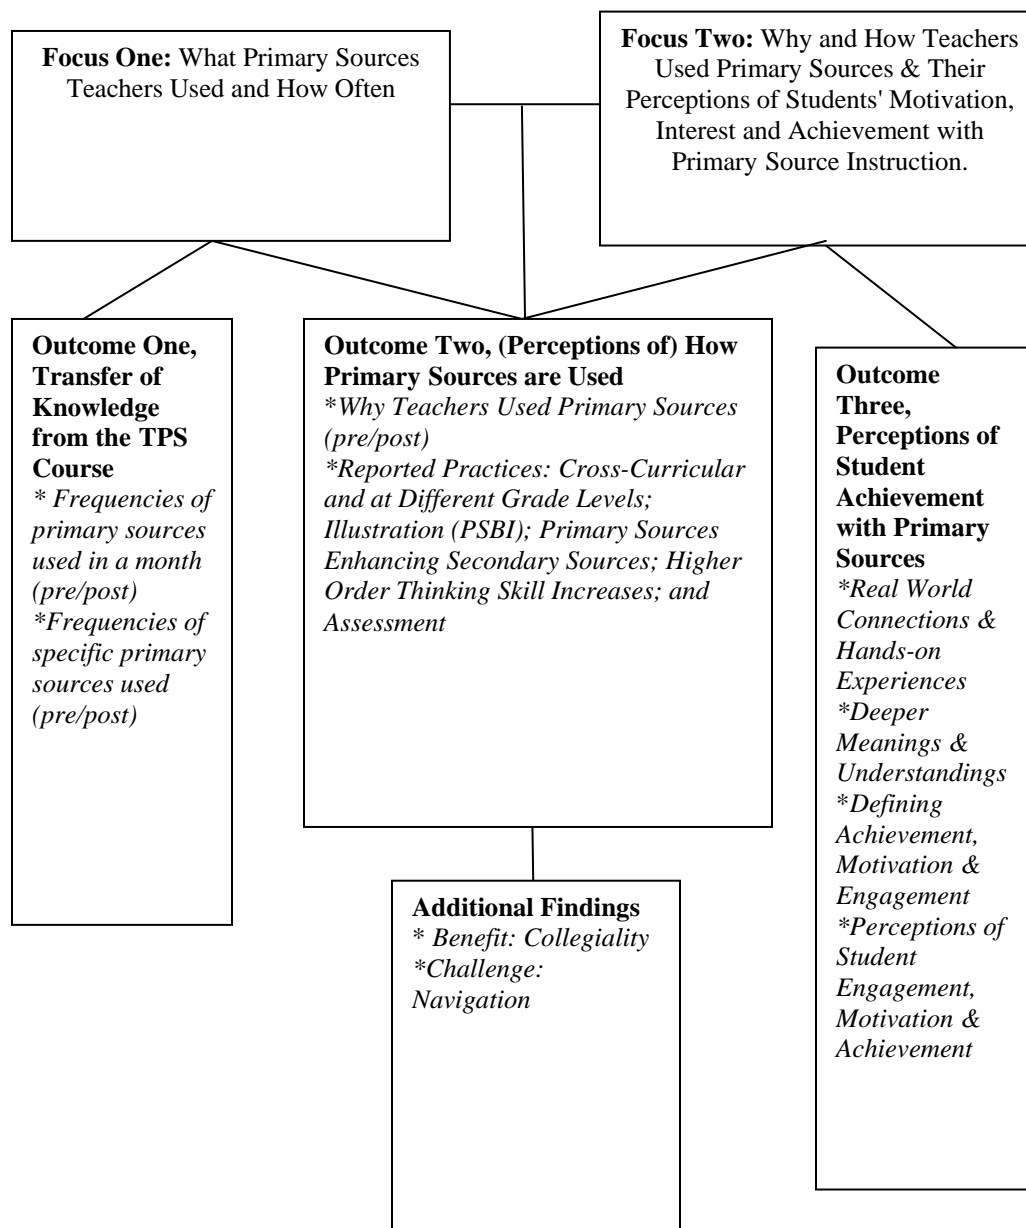 Focus One: What Primary Sources
Teachers Used and How Often
Focus Two: Why and How Teachers
Used Primary Sources & Their
Perceptions of Students' Motivation,
Interest and Achievement with
Primary Source Instruction.
Outcome One,
Transfer of
Knowledge
from the TPS
Course
* Frequencies of
primary sources
used in a month
(pre/post)
*Frequencies of
specific primary
sources used
(pre/post)
Outcome Two, (Perceptions of) How
Primary Sources are Used
*Why Teachers Used Primary Sources
(pre/post)
*Reported Practices: Cross-Curricular
and at Different Grade Levels;
Illustration (PSBI); Primary Sources
Enhancing Secondary Sources; Higher
Order Thinking Skill Increases; and
Assessment
Outcome
Three,
Perceptions of
Student
Achievement
with Primary
Sources
*Real World
Connections &
Hands-on
Experiences
*Deeper
Meanings &
Understandings
*Defining
Achievement,
Motivation &
Engagement
*Perceptions of
Student
Engagement,
Motivation &
Achievement
Additional Findings
* Benefit: Collegiality
*Challenge:
Navigation